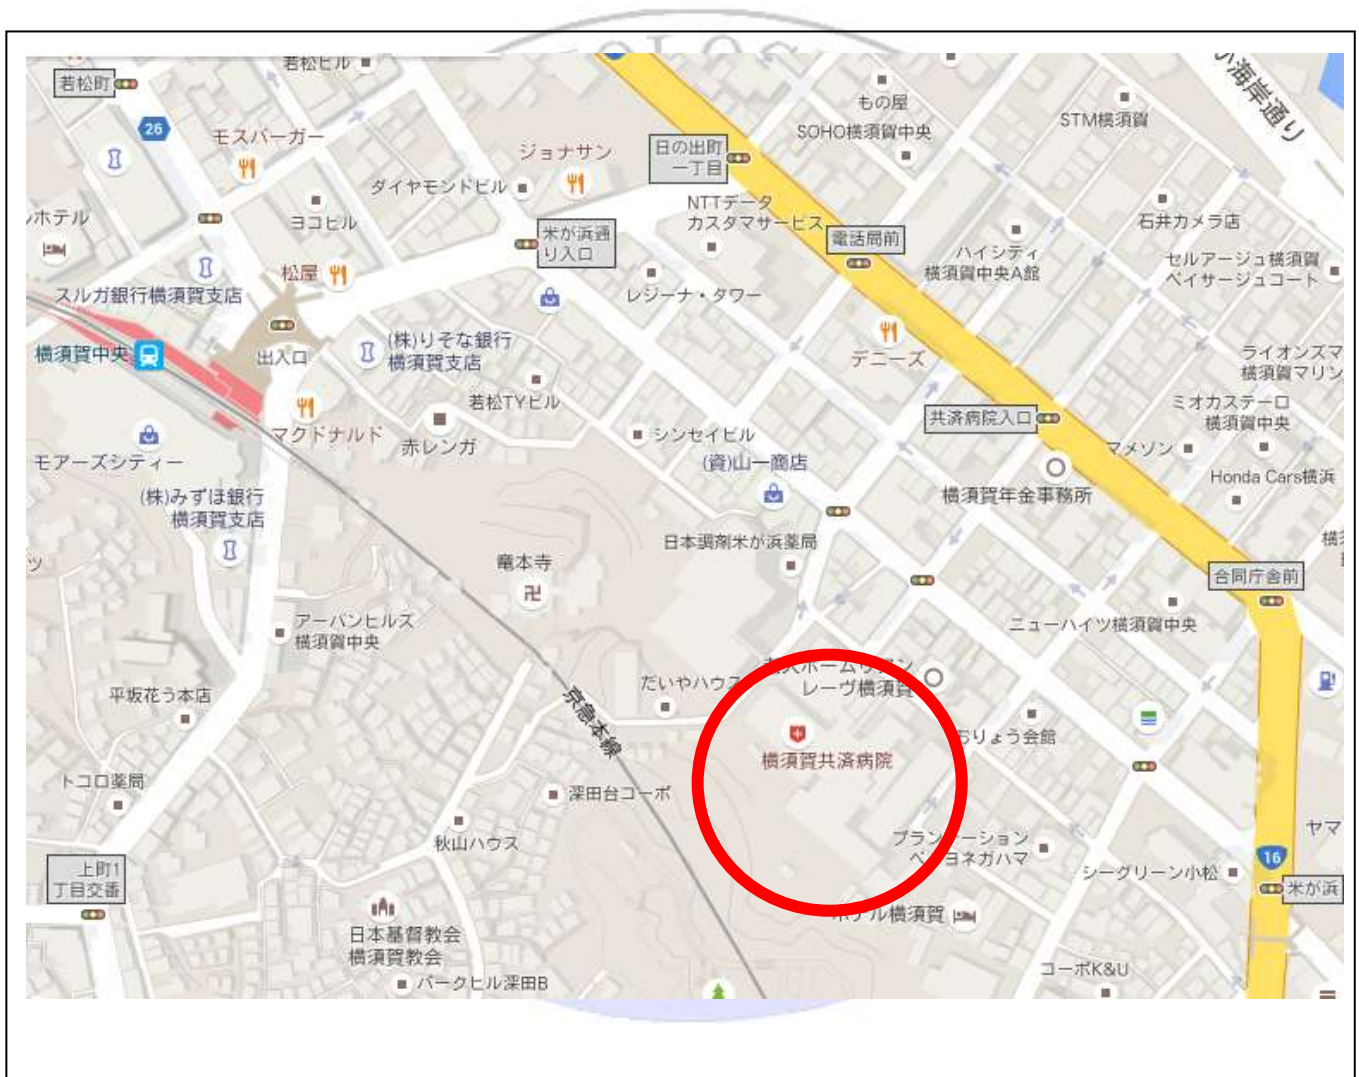 若松ビル
若松町
26
モスバーガー
ヨコビル
ダイヤモンドビル
ジョナサン
日の出町
一丁目
もの屋
SOHO横須賀中央
STM横須賀
小海岸通り
NTTデータ
カスタマサービス
電話局前
ハイシティ
横須賀中央A館
石井カメラ店
セルアージュ横須賀
ベイサージュコート
ルホテル
スルガ銀行横須賀支店
松屋
米が浜通
り入口
レジーナ・タワー
横須賀中央
出入口
(株)りそな銀行
横須賀支店
デニーズ
ライオンズマ
横須賀マリン
若松TYビル
マクドナルド
赤レンガ
シンセイビル
(資)山一商店
共済病院入口
ミオカステーロ
横須賀中央
マメゾン
Honda Cars横浜
モアーズシティー
(株)みずほ銀行
横須賀支店
横須賀年金事務所
日本調剤米が浜薬局
竜本寺
合同庁舎前
アーバンヒルズ
横須賀中央
ニューハイツ横須賀中央
だいやハウス
レーヴ横須賀
平坂花う本店
京急本線
横須賀共済病院
おりょう会館
トコロ薬局
深田台コーポ
秋山ハウス
シーグリーン小松
ヤマ
16
米が浜
上町1
丁目交番
日本基督教会
横須賀教会
ホテル横須賀
パークヒル深田B
コーポK&U